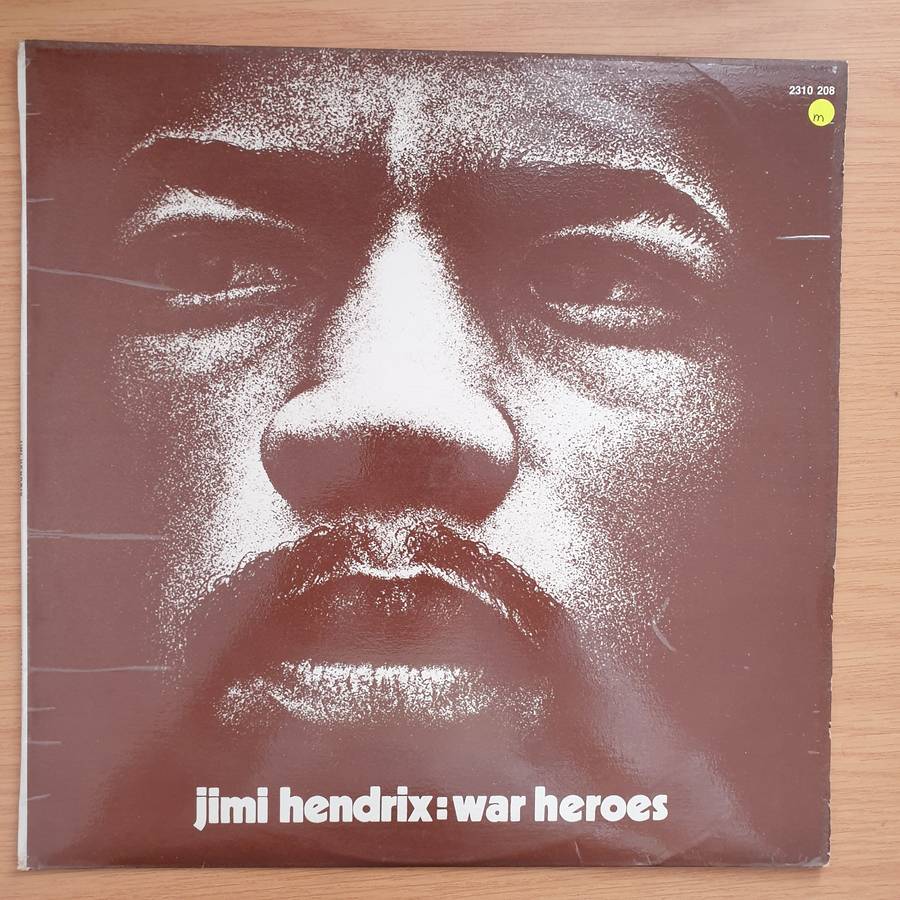 2310 208
m
jimi hendrix: war heroes